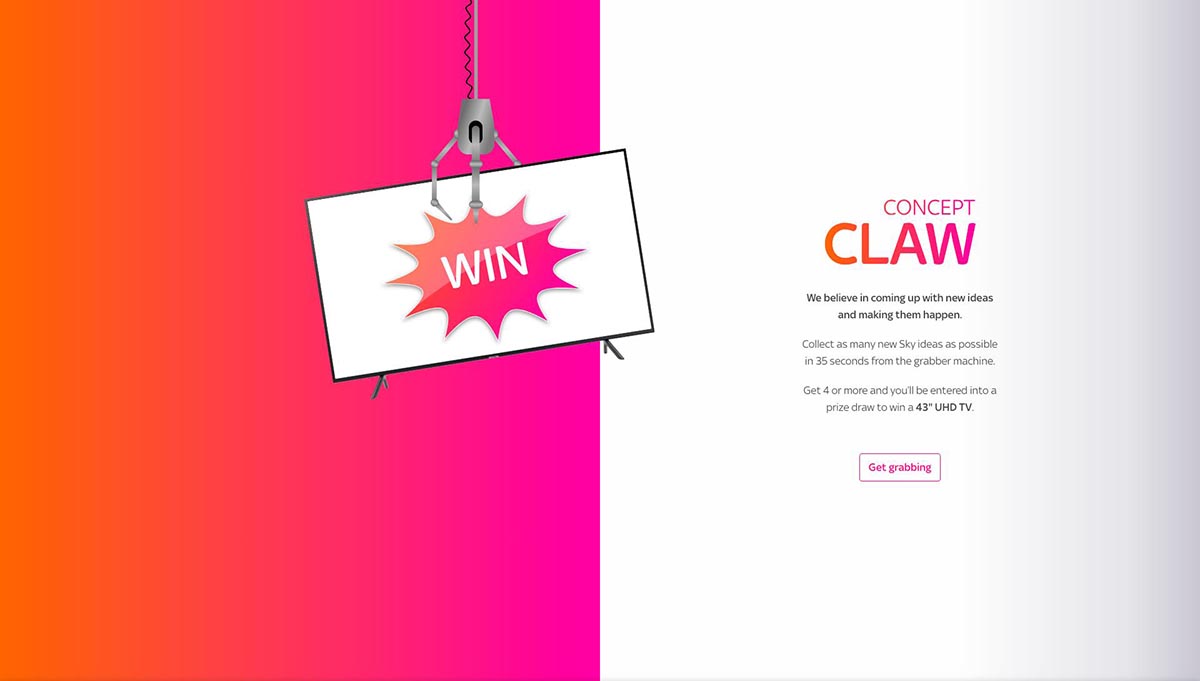 WIN
CONCEPT
CLAW
We believe in coming up with new ideas
and making them happen.
Collect as many new Sky ideas as possible
in 35 seconds from the grabber machine.
Get 4 or more and you'll be entered into a
prize draw to win a 43" UHD TV.
Get grabbing